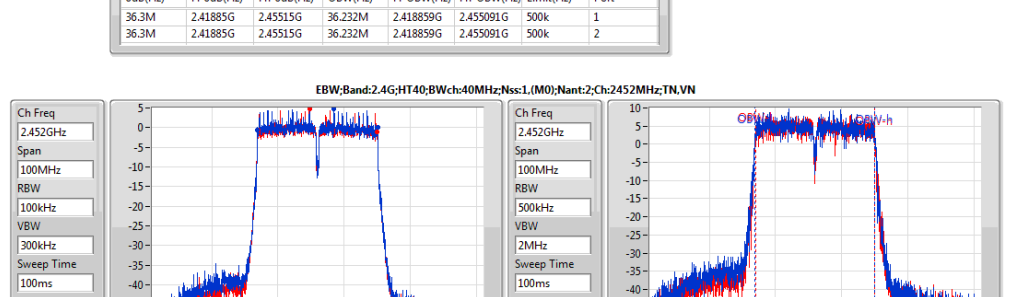 36.3M 2.41885G 2.45515G 36.232M 2.418859G 2.455091G 500k 1
36.3M 2.41885G 2.45515G 36.232M 2.418859G 2.455091G 500k 2
EBW;Band:2.4G;HT40;BWch:40MHz;Nss:1,(M0);Nant:2;Ch:2452MHz;TN,VN
Ch Freq
2.452GHz
Span
100MHz
RBW
100kHz
VBW
300kHz
Sweep Time
100ms
5
0
-5
-10
-15
-20
-25
-30
-35
-40
Ch Freq
2.452GHz
Span
100MHz
RBW
500kHz
VBW
2MHz
Sweep Time
100ms
10
5
0
-5
-10
-15
-20
-25
-30
-35
-40